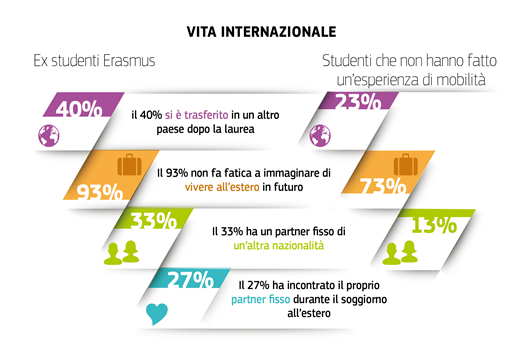 VITA INTERNAZIONALE
Ex studenti Erasmus
Studenti che non hanno fatto
un'esperienza di mobilità
40%
il 40% si è trasferito in un altro
paese dopo la laurea
23%
93%
Il 93% non fa fatica a immaginare di
vivere all'estero in futuro
73%
33%
Il 33% ha un partner fisso di
un'altra nazionalità
13%
27%
Il 27% ha incontrato il proprio
partner fisso durante il soggiorno
all'estero